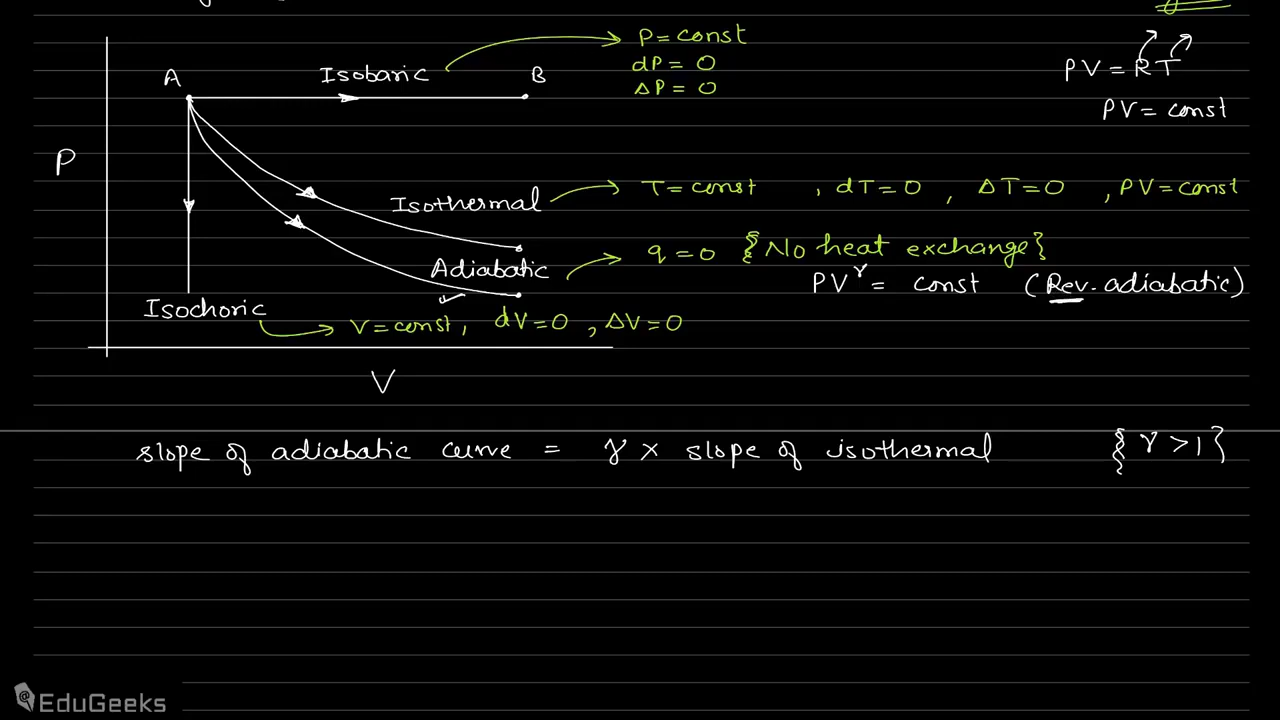 P = const
dP = 0
ΔP = 0
A
Isobaric
B
PV = RT
PV = const
P
Isothermal
T = const , dT = 0 , ΔT = 0 , PV = const
Adiabatic
q = 0 {No heat exchange}
PV^γ = const (Rev. adiabatic)
Isochoric
V = const, dV = 0 , ΔV = 0
V
slope of adiabatic curve = γ × slope of isothermal {γ > 1}
EduGeeks